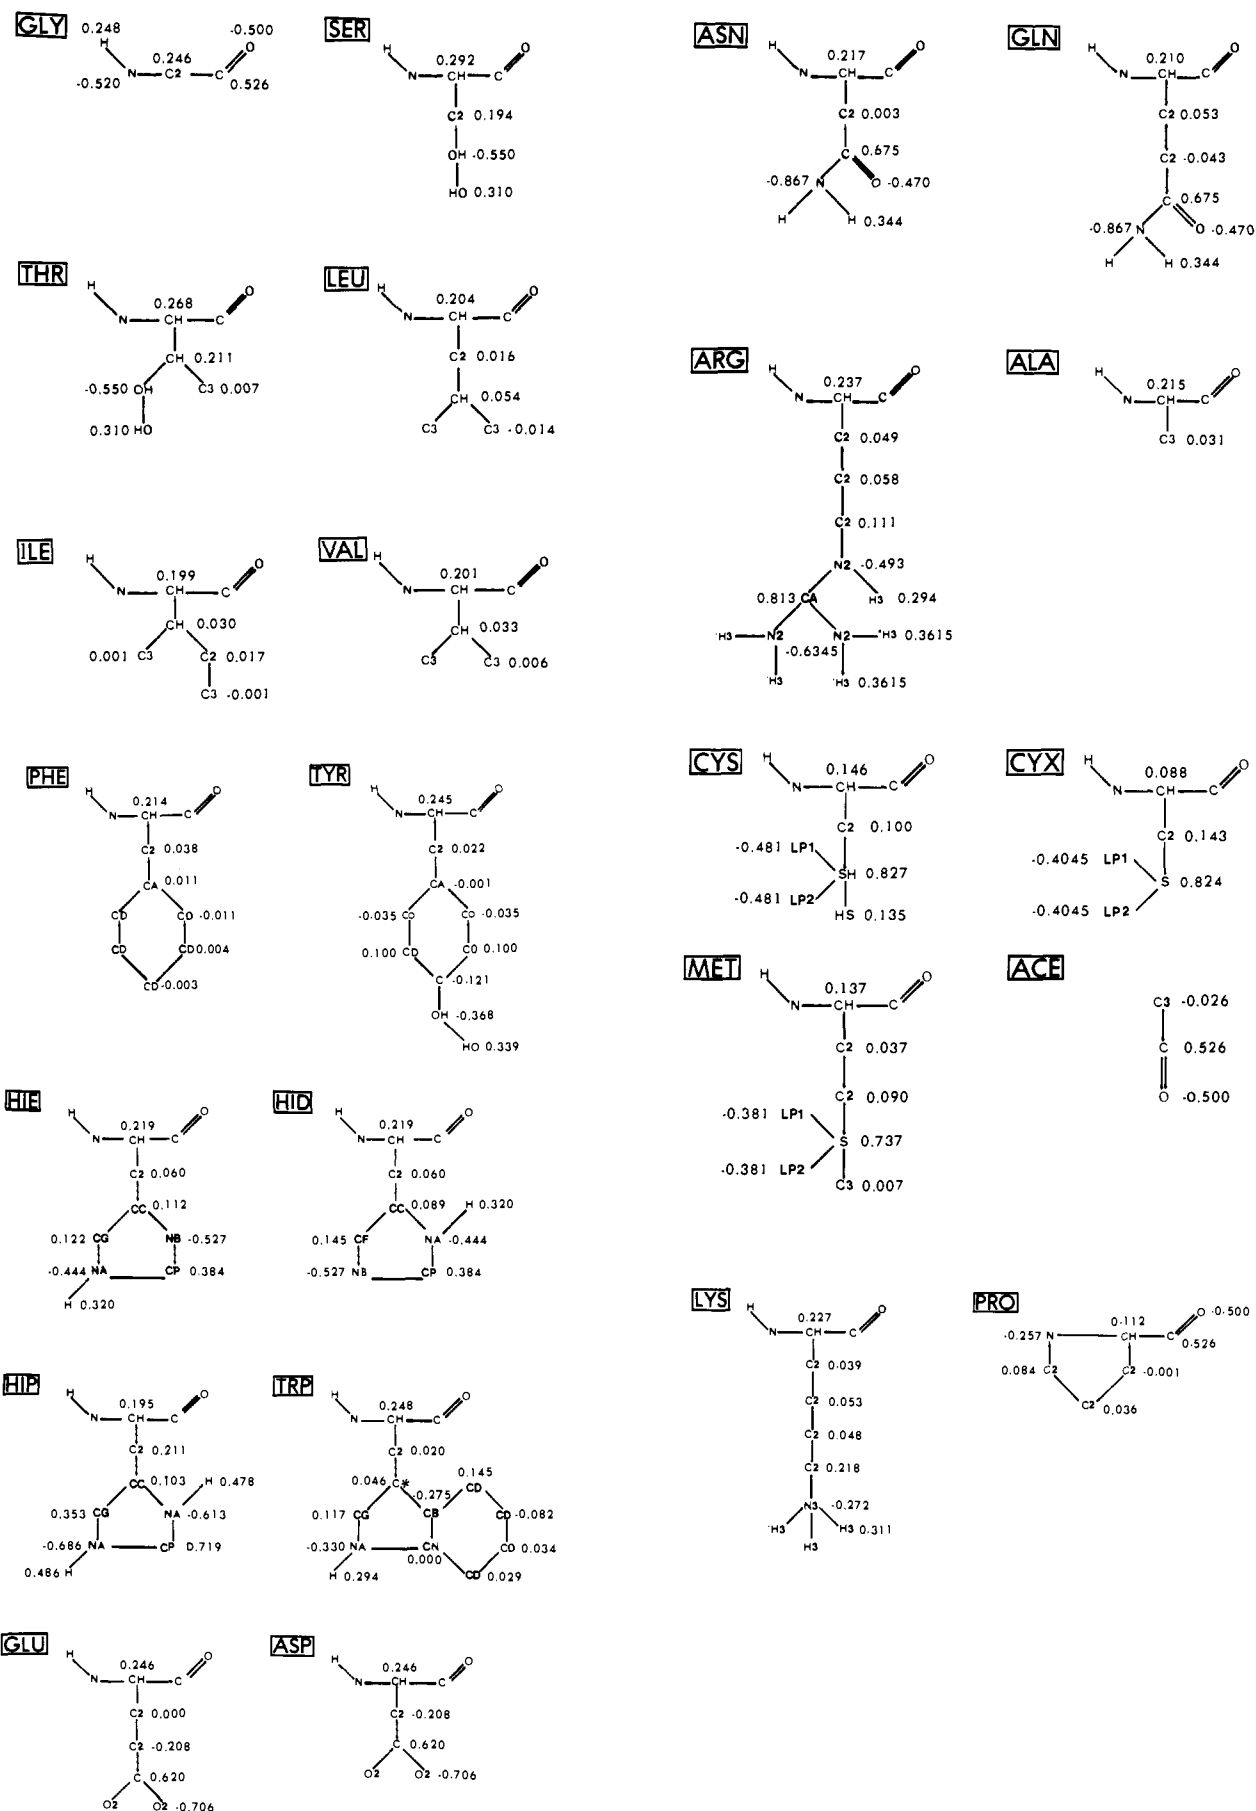 GLY
0.248 -0.500
H O
0.246
N C2 C
-0.520 0.526
SER
H O
0.292
N CH C
C2 0.194
OH -0.550
HO 0.310
THR
H O
0.268
N CH C
CH 0.211
-0.550 OH C3 0.007
0.310 HO
LEU
H O
0.204
N CH C
C2 0.016
CH 0.054
C3 C3 -0.014
ILE
H O
0.199
N CH C
CH 0.030
0.001 C3 C2 0.017
C3 -0.001
VAL
H O
0.201
N CH C
CH 0.033
C3 C3 0.006
PHE
H O
0.214
N CH C
C2 0.038
CA 0.011
CD CD -0.011
CD CD 0.004
CD -0.003
TYR
H O
0.245
N CH C
C2 0.022
CA -0.001
-0.035 CD CD -0.035
0.100 CD CD 0.100
C -0.121
OH -0.368
HO 0.339
HIE
H O
0.219
N CH C
C2 0.060
CC 0.112
0.122 CG NB -0.527
-0.444 NA CP 0.384
H 0.320
HID
H O
0.219
N CH C
C2 0.060
CC 0.089 H 0.320
0.145 CF NA -0.444
-0.527 NB CP 0.384
HIP
H O
0.195
N CH C
C2 0.211
CC 0.103 H 0.478
0.353 CG NA -0.613
-0.686 NA CP 0.719
0.486 H
TRP
H O
0.248
N CH C
C2 0.020
0.046 C* 0.145
-0.275 CD
0.117 CG CB CD -0.082
-0.330 NA CN CD 0.034
0.000
H 0.294 CD 0.029
GLU
H O
0.246
N CH C
C2 0.000
C2 -0.208
C 0.620
O2 O2 -0.706
ASP
H O
0.246
N CH C
C2 -0.208
C 0.620
O2 O2 -0.706
ASN
H O
0.217
N CH C
C2 0.003
C 0.675
-0.867 N O -0.470
H H 0.344
GLN
H O
0.210
N CH C
C2 0.053
C2 -0.043
C 0.675
-0.867 N O -0.470
H H 0.344
ARG
H O
0.237
N CH C
C2 0.049
C2 0.058
C2 0.111
N2 -0.493
0.813 CA H3 0.294
H3 N2 N2 H3 0.3615
-0.6345
H3 H3 0.3615
ALA
H O
0.215
N CH C
C3 0.031
CYS
H O
0.146
N CH C
C2 0.100
-0.481 LP1
SH 0.827
-0.481 LP2
HS 0.135
CYX
H O
0.088
N CH C
C2 0.143
-0.4045 LP1
S 0.824
-0.4045 LP2
MET
H O
0.137
N CH C
C2 0.037
C2 0.090
-0.381 LP1
S 0.737
-0.381 LP2
C3 0.007
ACE
C3 -0.026
C 0.526
O -0.500
LYS
H O
0.227
N CH C
C2 0.039
C2 0.053
C2 0.048
C2 0.218
N3 -0.272
H3 H3 0.311
H3
PRO
O -0.500
0.112
-0.257 N CH C
0.526
0.084 C2 C2 -0.001
C2 0.036